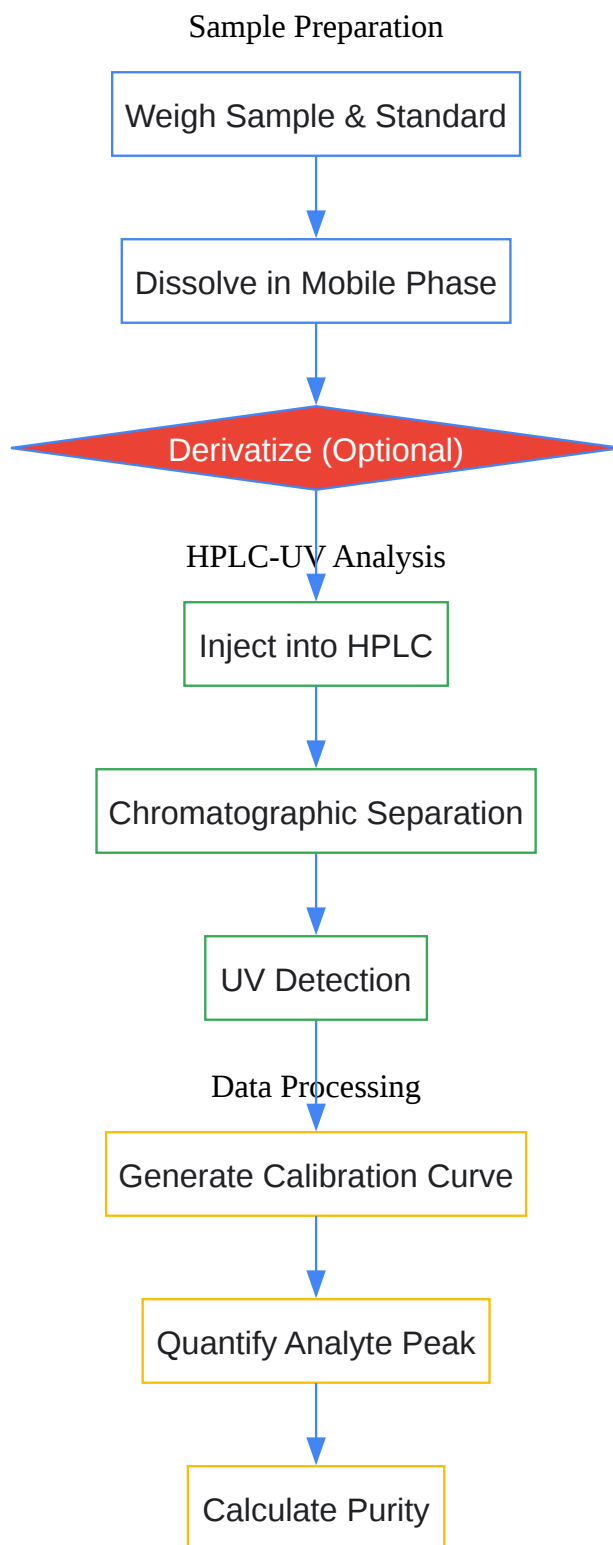 Sample Preparation
Weigh Sample & Standard
Dissolve in Mobile Phase
Derivatize (Optional)
HPLC-UV Analysis
Inject into HPLC
Chromatographic Separation
UV Detection
Data Processing
Generate Calibration Curve
Quantify Analyte Peak
Calculate Purity